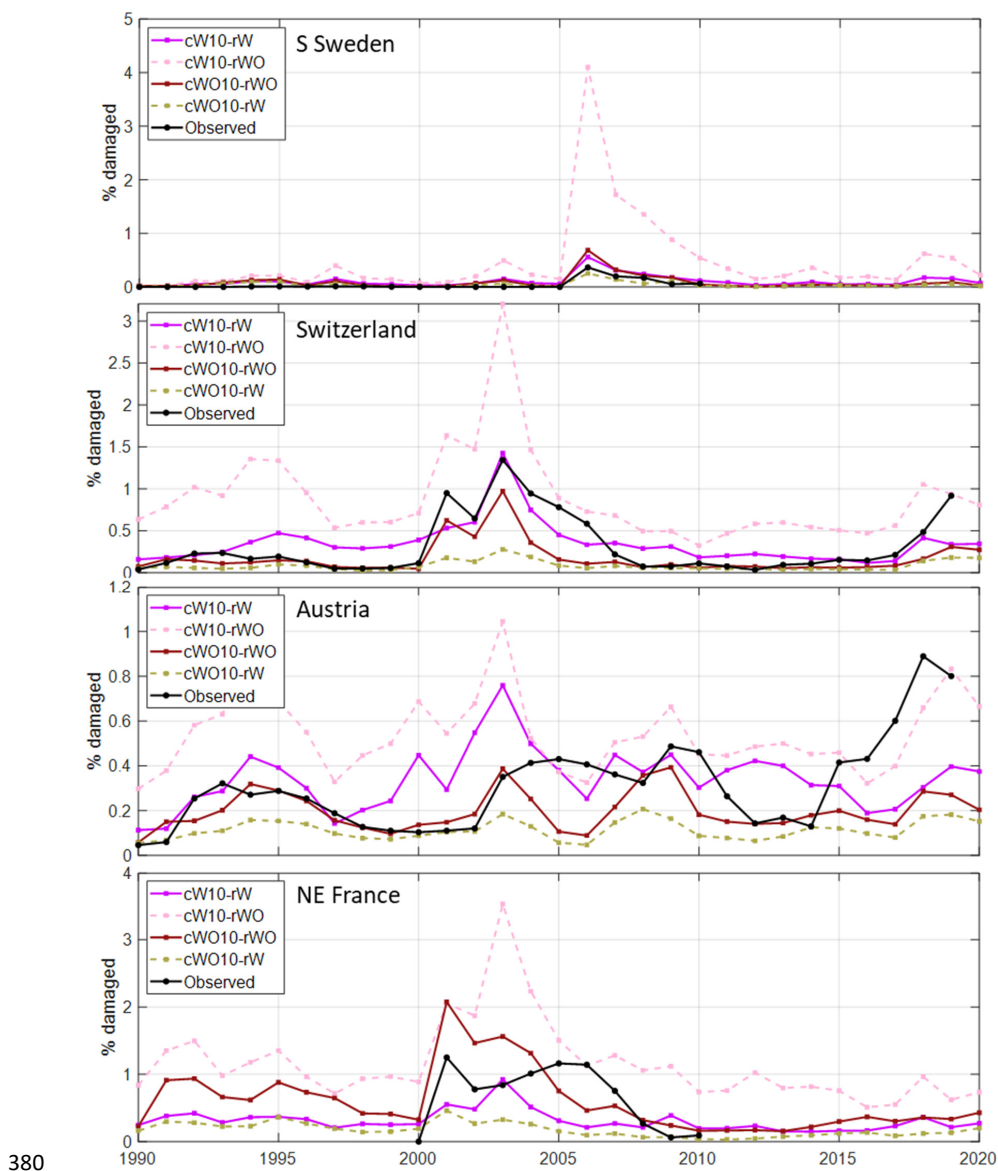 S Sweden
cW10-rW
cW10-rWO
cWO10-rWO
cWO10-rW
Observed
% damaged
5
4
3
2
1
0
Switzerland
cW10-rW
cW10-rWO
cWO10-rWO
cWO10-rW
Observed
% damaged
3
2.5
2
1.5
1
0.5
0
Austria
cW10-rW
cW10-rWO
cWO10-rWO
cWO10-rW
Observed
% damaged
1.2
1
0.8
0.6
0.4
0.2
0
NE France
cW10-rW
cW10-rWO
cWO10-rWO
cWO10-rW
Observed
% damaged
4
3
2
1
0
1990 1995 2000 2005 2010 2015 2020
380